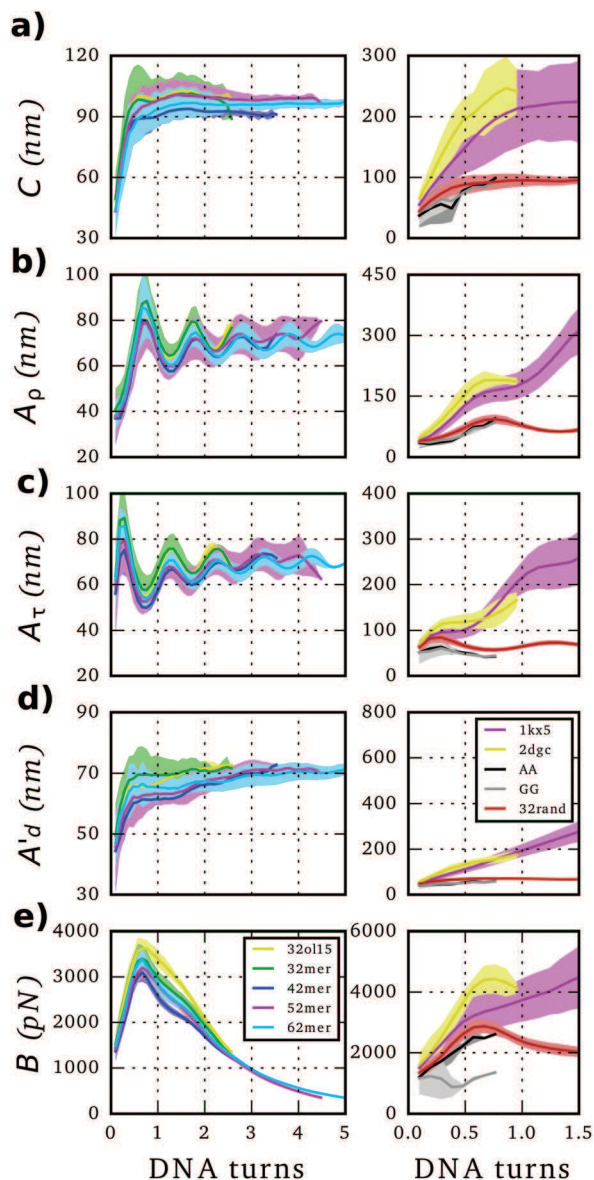 a)
C (nm)
120
90
60
30
300
200
100
0
b)
Aρ (nm)
100
80
60
40
20
450
300
150
0
c)
Aτ (nm)
100
80
60
40
20
400
300
200
100
0
d)
A'd (nm)
90
70
50
30
800
600
400
200
0
1kx5
2dgc
AA
GG
32rand
e)
B (pN)
4000
3000
2000
1000
0
32ol15
32mer
42mer
52mer
62mer
6000
4000
2000
0
0 1 2 3 4 5
0.0 0.5 1.0 1.5
DNA turns DNA turns